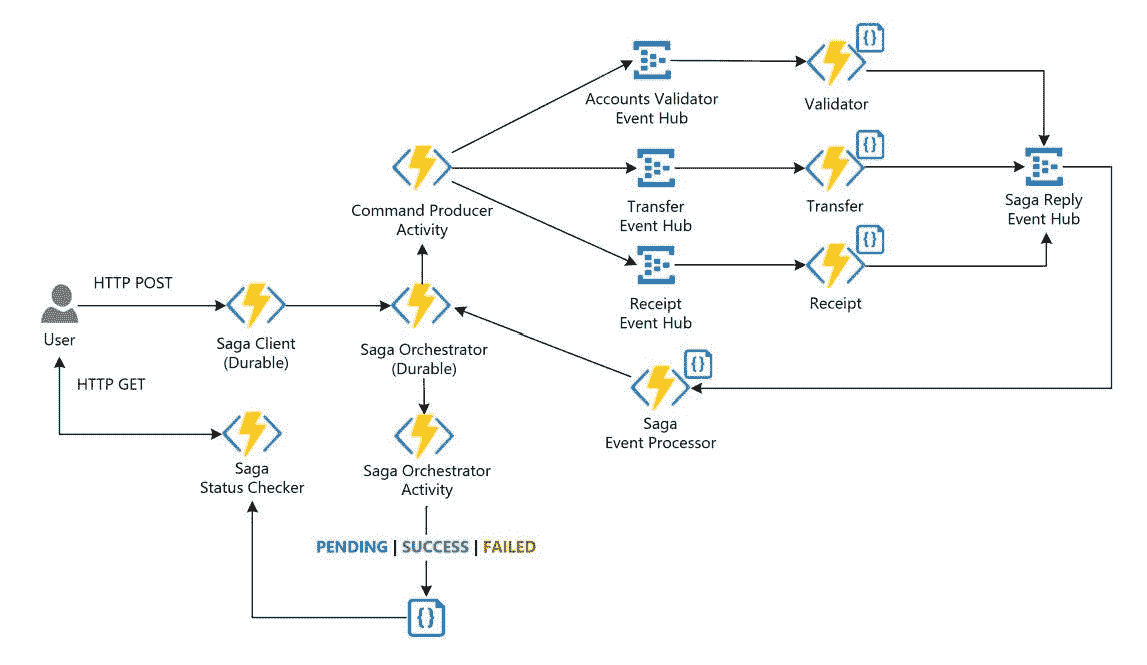 {}
Accounts Validator
Event Hub
Validator
{}
Command Producer
Activity
Transfer
Event Hub
Transfer
Saga Reply
Event Hub
{}
Receipt
Event Hub
Receipt
HTTP POST
User
Saga Client
(Durable)
Saga Orchestrator
(Durable)
{}
Saga
Event Processor
HTTP GET
Saga
Status Checker
Saga Orchestrator
Activity
PENDING | SUCCESS | FAILED
{}